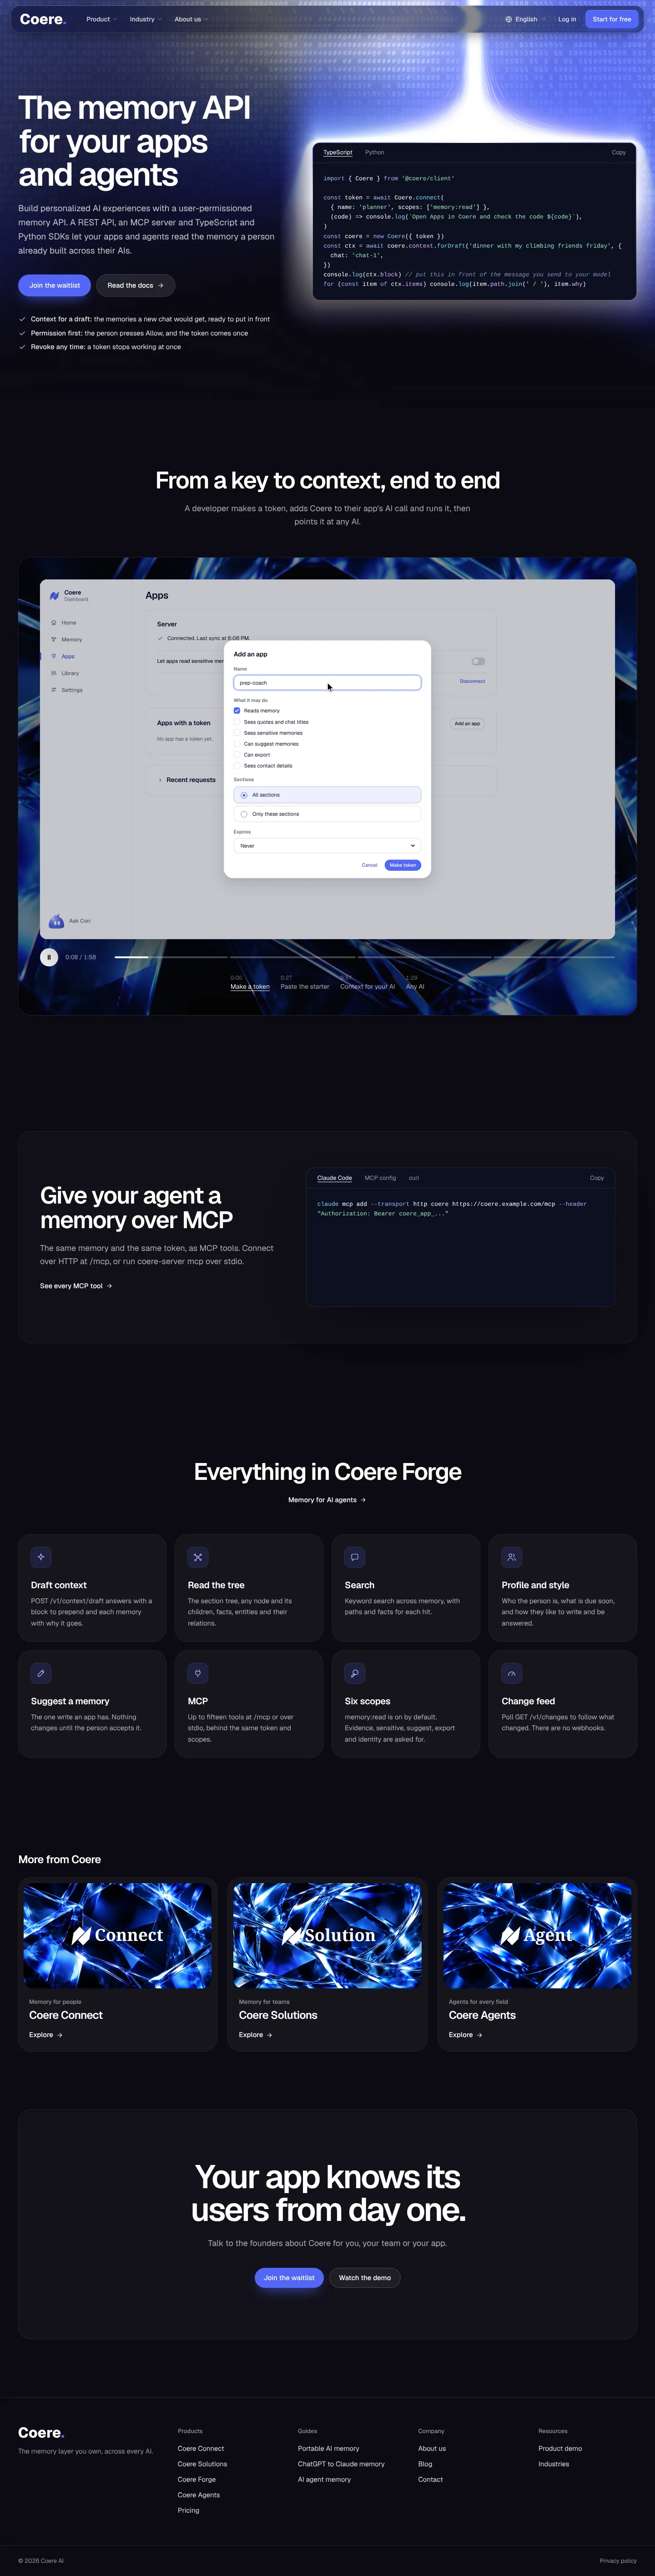 Coere.
Product
Industry
About us
English
Log in
Start for free
The memory API
for your apps
and agents
Build personalized AI experiences with a user-permissioned
memory API. A REST API, an MCP server and TypeScript and
Python SDKs let your apps and agents read the memory a person
already built across their AIs.
Join the waitlist
Read the docs →
Context for a draft: the memories a new chat would get, ready to put in front
Permission first: the person presses Allow, and the token comes once
Revoke any time: a token stops working at once
TypeScript
Python
Copy
import { Coere } from '@coere/client'
const token = await Coere.connect(
{ name: 'planner', scopes: ['memory:read'] },
(code) => console.log(`Open Apps in Coere and check the code ${code}`),
)
const coere = new Coere({ token })
const ctx = await coere.context.forDraft('dinner with my climbing friends friday', {
chat: 'chat-1',
})
console.log(ctx.block) // put this in front of the message you send to your model
for (const item of ctx.items) console.log(item.path.join(' / '), item.why)
From a key to context, end to end
A developer makes a token, adds Coere to their app's AI call and runs it, then
points it at any AI.
Coere
Dashboard
Home
Memory
Apps
Library
Settings
Ask Cori
Apps
Server
Connected. Last sync at 6:06 PM.
Let apps read sensitive mem
Disconnect
Apps with a token
Add an app
No app has a token yet.
Recent requests
Add an app
Name
prep-coach
What it may do
Reads memory
Sees quotes and chat titles
Sees sensitive memories
Can suggest memories
Can export
Sees contact details
Sections
All sections
Only these sections
Expires
Never
Cancel
Make token
0:08 / 1:58
0:00
Make a token
0:27
Paste the starter
Context for your AI
1:29
Any AI
Give your agent a
memory over MCP
The same memory and the same token, as MCP tools. Connect
over HTTP at /mcp, or run coere-server mcp over stdio.
See every MCP tool →
Claude Code
MCP config
curl
Copy
claude mcp add --transport http coere https://coere.example.com/mcp --header
"Authorization: Bearer coere_app_..."
Everything in Coere Forge
Memory for AI agents →
Draft context
POST /v1/context/draft answers with a
block to prepend and each memory
with why it goes.
Read the tree
The section tree, any node and its
children, facts, entities and their
relations.
Search
Keyword search across memory, with
paths and facts for each hit.
Profile and style
Who the person is, what is due soon,
and how they like to write and be
answered.
Suggest a memory
The one write an app has. Nothing
changes until the person accepts it.
MCP
Up to fifteen tools at /mcp or over
stdio, behind the same token and
scopes.
Six scopes
memory:read is on by default.
Evidence, sensitive, suggest, export
and identity are asked for.
Change feed
Poll GET /v1/changes to follow what
changed. There are no webhooks.
More from Coere
Connect
Memory for people
Coere Connect
Explore →
Solution
Memory for teams
Coere Solutions
Explore →
Agent
Agents for every field
Coere Agents
Explore →
Your app knows its
users from day one.
Talk to the founders about Coere for you, your team or your app.
Join the waitlist
Watch the demo
Coere.
The memory layer you own, across every AI.
Products
Coere Connect
Coere Solutions
Coere Forge
Coere Agents
Pricing
Guides
Portable AI memory
ChatGPT to Claude memory
AI agent memory
Company
About us
Blog
Contact
Resources
Product demo
Industries
© 2026 Coere AI
Privacy policy